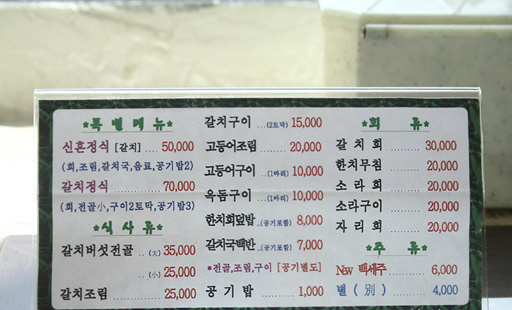 *특별메뉴*
신혼정식 [갈치] .... 50,000
(회,조림,갈치국,음료,공기밥2)
갈치정식 70,000
(회,전골小,구이2토막,공기밥3)
*식사류*
갈치버섯전골 ..(大) 35,000
..(小) 25,000
갈치조림 .......... 25,000
갈치구이 ...(2토막) 15,000
고등어조림 ........ 20,000
고등어구이 ...(1마리) 10,000
옥돔구이 ...(1마리) 10,000
한치회덮밥 ..(공기포함) 8,000
갈치국백반 ..(공기포함) 7,000
*전골,조림,구이 [공기별도]
공기밥 ........ 1,000
*회류*
갈치회 ........ 30,000
한치무침 ........ 20,000
소라회 ........ 20,000
소라구이 ........ 20,000
자리회 ........ 20,000
*주류*
New 백세주 ........ 6,000
별(別) ........ 4,000